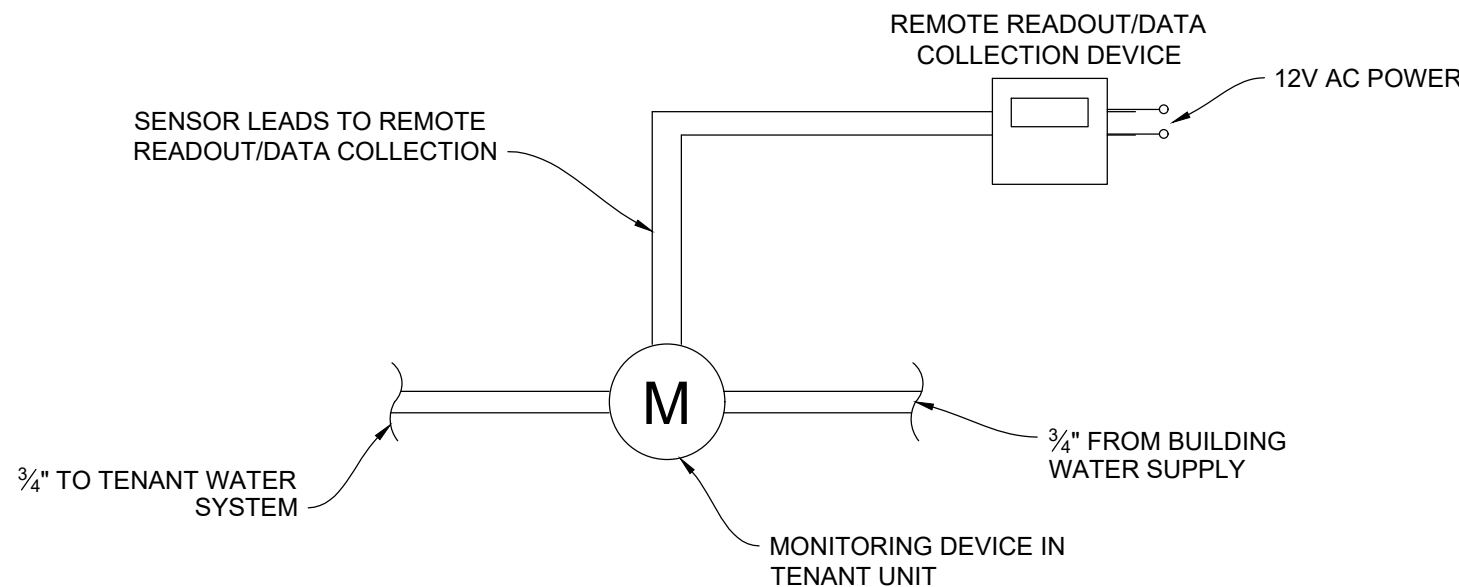 REMOTE READOUT/DATA
COLLECTION DEVICE
12V AC POWER
SENSOR LEADS TO REMOTE
READOUT/DATA COLLECTION
M
¾" FROM BUILDING
WATER SUPPLY
¾" TO TENANT WATER
SYSTEM
MONITORING DEVICE IN
TENANT UNIT